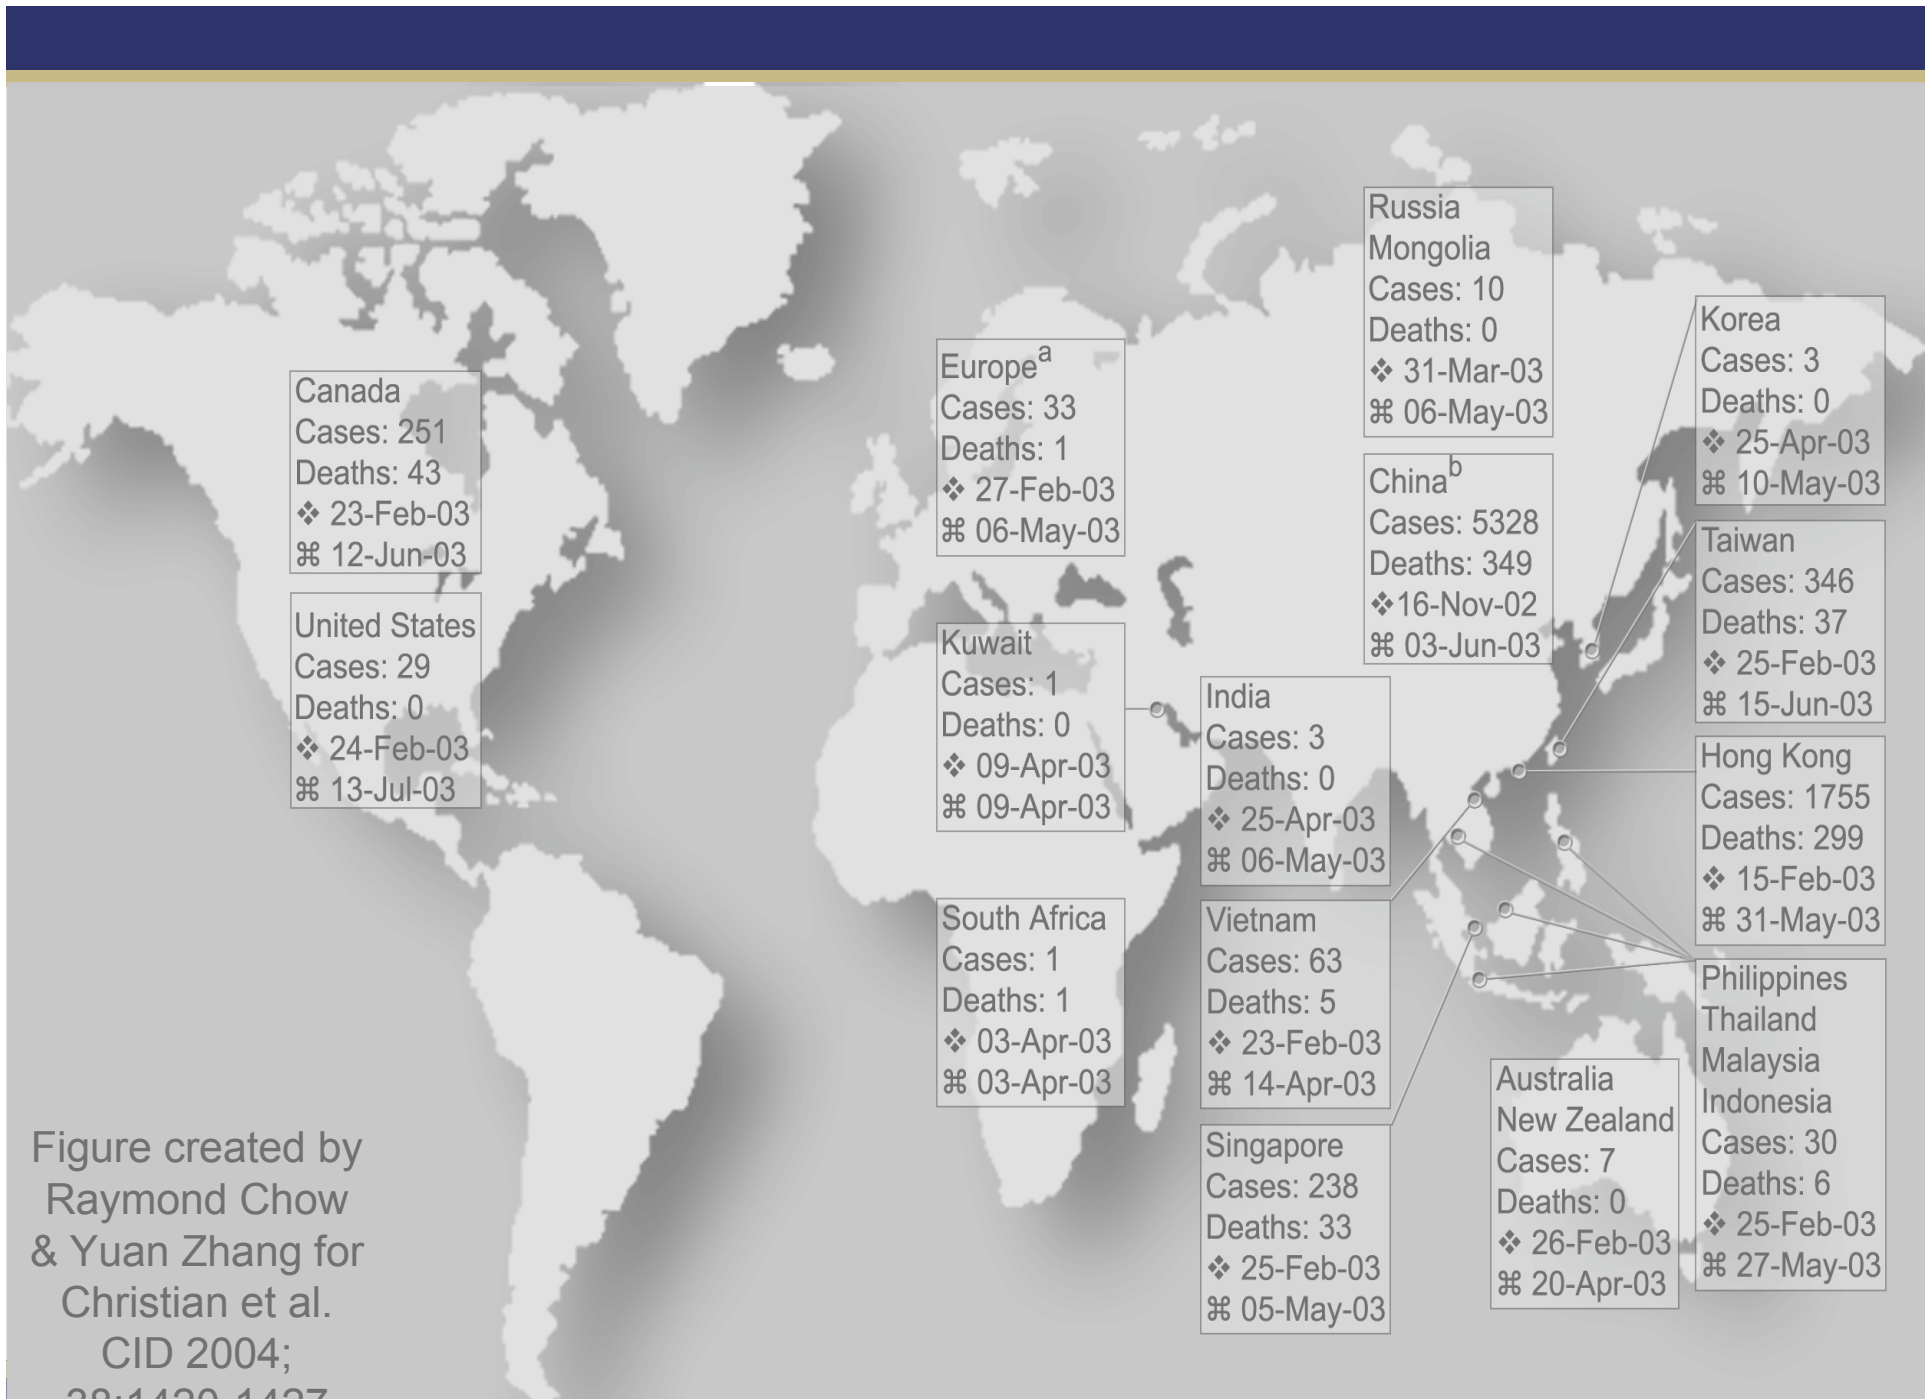 Canada
Cases: 251
Deaths: 43
❖ 23-Feb-03
⌘ 12-Jun-03
United States
Cases: 29
Deaths: 0
❖ 24-Feb-03
⌘ 13-Jul-03
Europeᵃ
Cases: 33
Deaths: 1
❖ 27-Feb-03
⌘ 06-May-03
Kuwait
Cases: 1
Deaths: 0
❖ 09-Apr-03
⌘ 09-Apr-03
South Africa
Cases: 1
Deaths: 1
❖ 03-Apr-03
⌘ 03-Apr-03
India
Cases: 3
Deaths: 0
❖ 25-Apr-03
⌘ 06-May-03
Vietnam
Cases: 63
Deaths: 5
❖ 23-Feb-03
⌘ 14-Apr-03
Singapore
Cases: 238
Deaths: 33
❖ 25-Feb-03
⌘ 05-May-03
Russia
Mongolia
Cases: 10
Deaths: 0
❖ 31-Mar-03
⌘ 06-May-03
Chinaᵇ
Cases: 5328
Deaths: 349
❖16-Nov-02
⌘ 03-Jun-03
Korea
Cases: 3
Deaths: 0
❖ 25-Apr-03
⌘ 10-May-03
Taiwan
Cases: 346
Deaths: 37
❖ 25-Feb-03
⌘ 15-Jun-03
Hong Kong
Cases: 1755
Deaths: 299
❖ 15-Feb-03
⌘ 31-May-03
Philippines
Thailand
Malaysia
Indonesia
Cases: 30
Deaths: 6
❖ 25-Feb-03
⌘ 27-May-03
Australia
New Zealand
Cases: 7
Deaths: 0
❖ 26-Feb-03
⌘ 20-Apr-03
Figure created by
Raymond Chow
& Yuan Zhang for
Christian et al.
CID 2004;